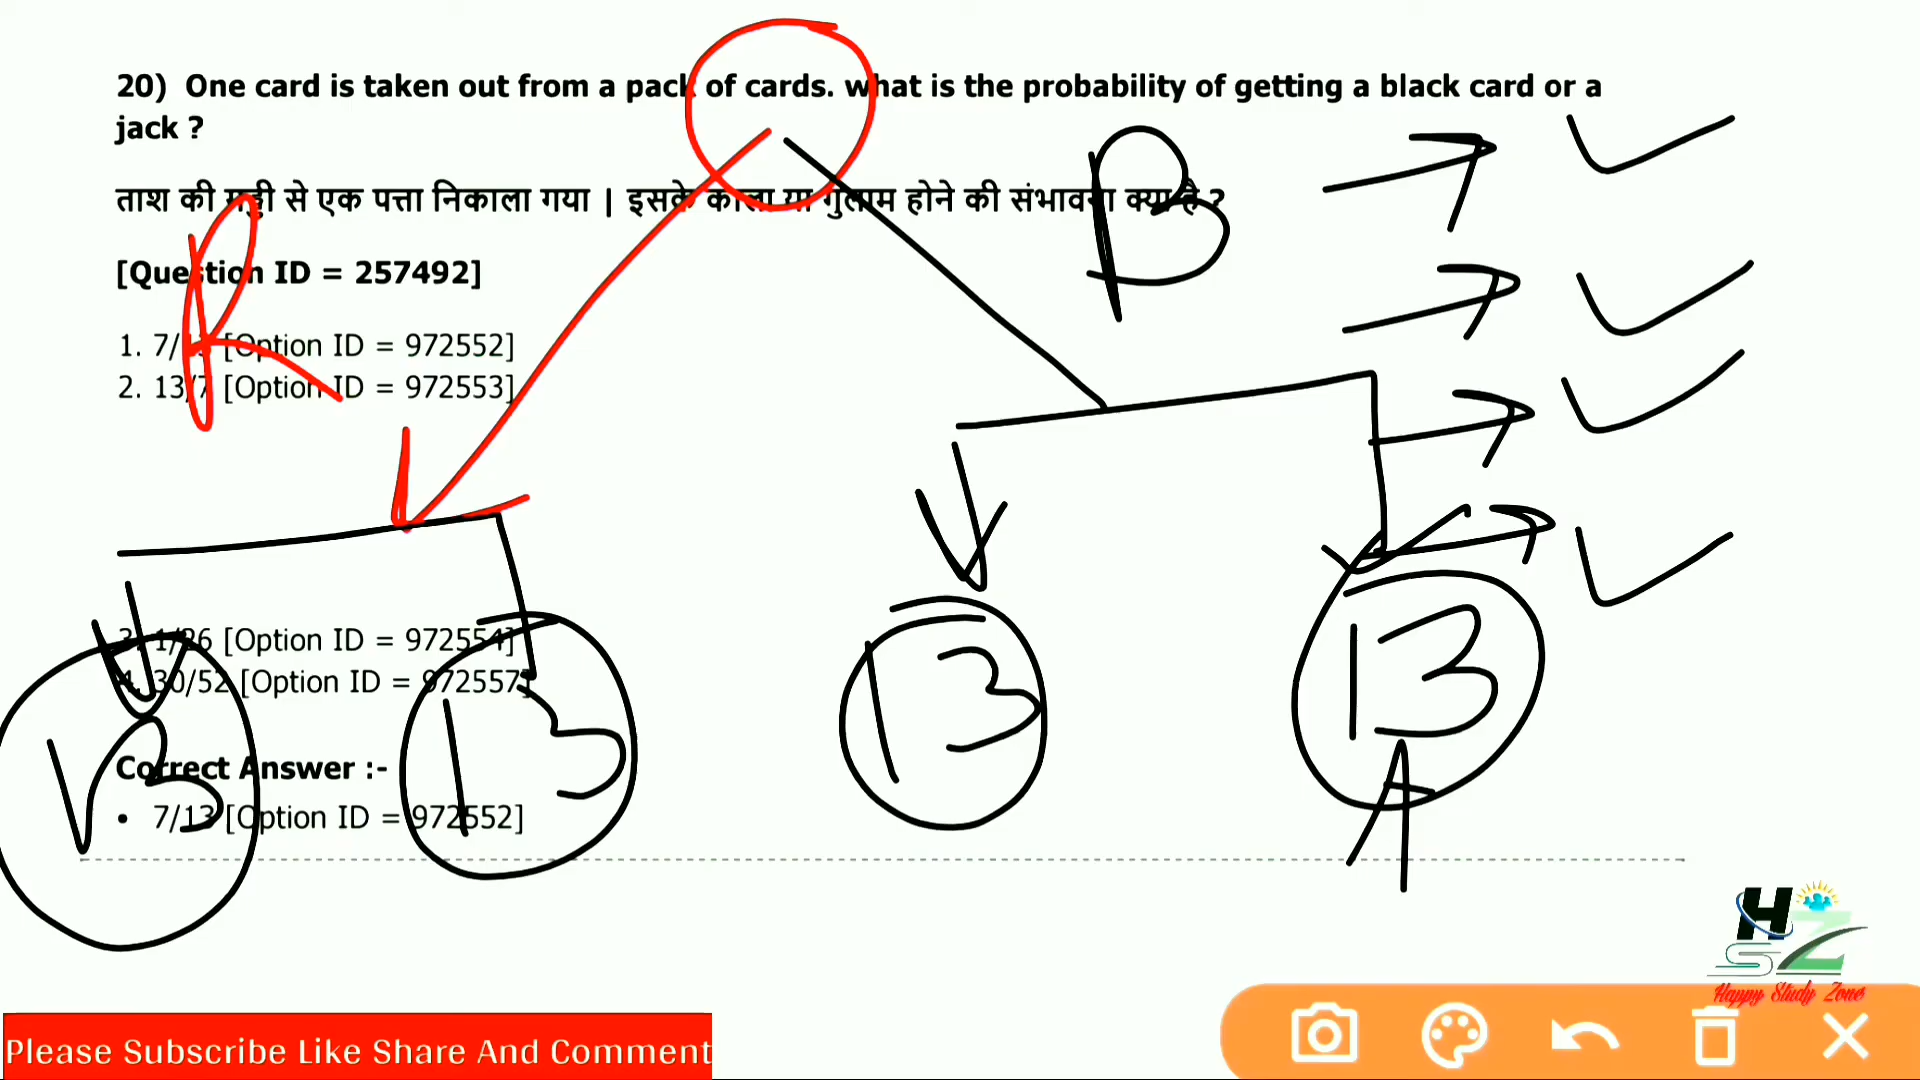 20) One card is taken out from a pack of cards. what is the probability of getting a black card or a
jack ?
ताश की गड्डी से एक पत्ता निकाला गया | इसके काला या गुलाम होने की संभावना क्या है ?
[Question ID = 257492]
1. 7/13 [Option ID = 972552]
2. 13/7 [Option ID = 972553]
R
B
3. 1/26 [Option ID = 972554]
4. 30/52 [Option ID = 972557]
13 13 13 13
Correct Answer :-
• 7/13 [Option ID = 972552]
HSZ
Happy Study Zone
Please Subscribe Like Share And Comment